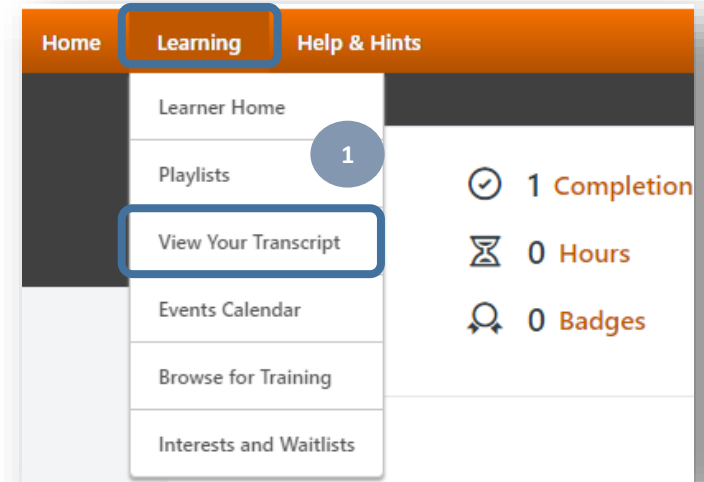 Home Learning Help & Hints
Learner Home
1
Playlists
View Your Transcript
Events Calendar
Browse for Training
Interests and Waitlists
1 Completion
0 Hours
0 Badges